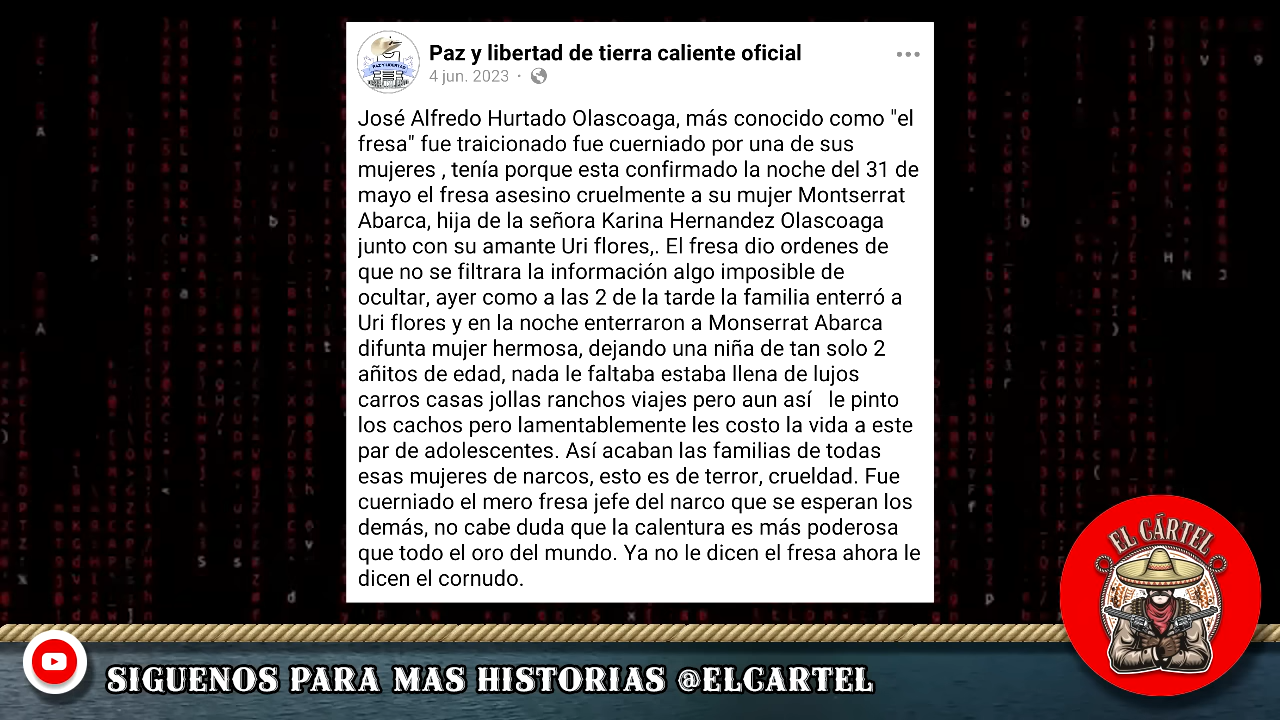 Paz y libertad de tierra caliente oficial
4 jun. 2023 ·
PAZ Y LIBERTAD
José Alfredo Hurtado Olascoaga, más conocido como "el
fresa" fue traicionado fue cuerniado por una de sus
mujeres , tenía porque esta confirmado la noche del 31 de
mayo el fresa asesino cruelmente a su mujer Montserrat
Abarca, hija de la señora Karina Hernandez Olascoaga
junto con su amante Uri flores,. El fresa dio ordenes de
que no se filtrara la información algo imposible de
ocultar, ayer como a las 2 de la tarde la familia enterró a
Uri flores y en la noche enterraron a Monserrat Abarca
difunta mujer hermosa, dejando una niña de tan solo 2
añitos de edad, nada le faltaba estaba llena de lujos
carros casas jollas ranchos viajes pero aun así   le pinto
los cachos pero lamentablemente les costo la vida a este
par de adolescentes. Así acaban las familias de todas
esas mujeres de narcos, esto es de terror, crueldad. Fue
cuerniado el mero fresa jefe del narco que se esperan los
demás, no cabe duda que la calentura es más poderosa
que todo el oro del mundo. Ya no le dicen el fresa ahora le
dicen el cornudo.
EL CÁRTEL
SIGUENOS PARA MAS HISTORIAS @ELCARTEL